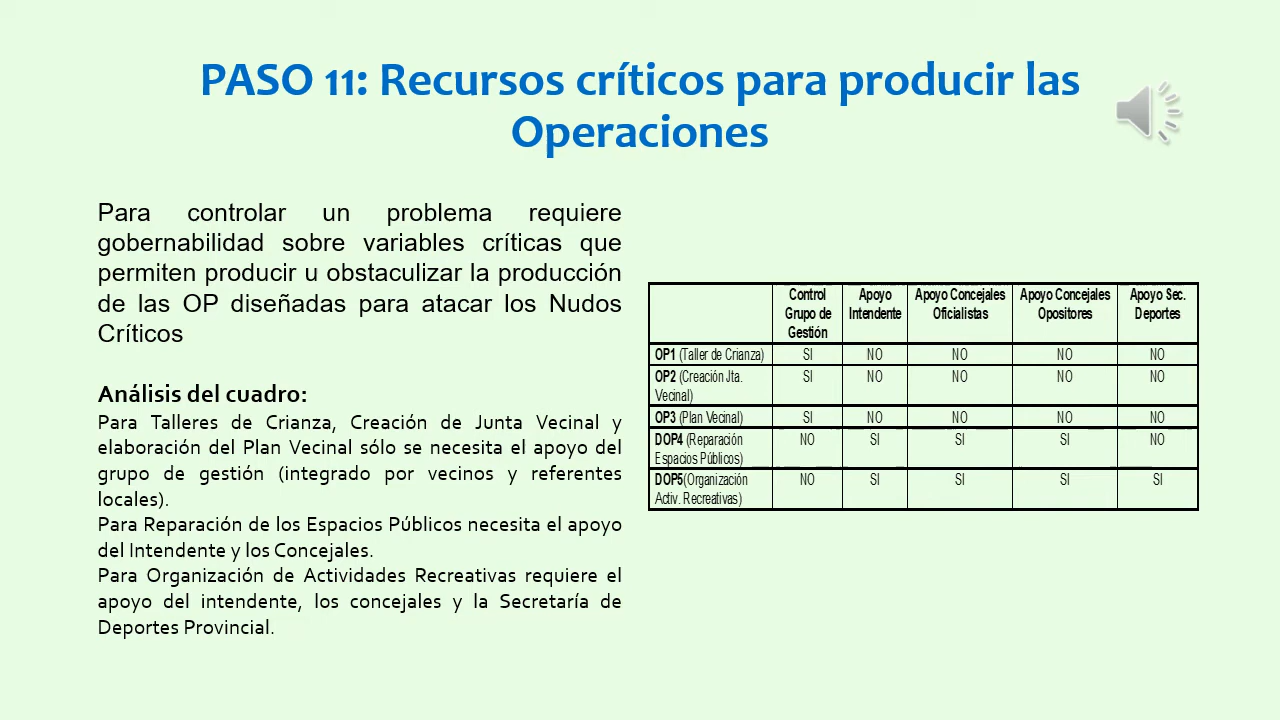 PASO 11: Recursos críticos para producir las
Operaciones
Para controlar un problema requiere
gobernabilidad sobre variables críticas que
permiten producir u obstaculizar la producción
de las OP diseñadas para atacar los Nudos
Críticos
Análisis del cuadro:
Para Talleres de Crianza, Creación de Junta Vecinal y
elaboración del Plan Vecinal sólo se necesita el apoyo del
grupo de gestión (integrado por vecinos y referentes
locales).
Para Reparación de los Espacios Públicos necesita el apoyo
del Intendente y los Concejales.
Para Organización de Actividades Recreativas requiere el
apoyo del intendente, los concejales y la Secretaría de
Deportes Provincial.
Control Apoyo Apoyo Concejales Apoyo Concejales Apoyo Sec.
Grupo de Intendente Oficialistas Opositores Deportes
Gestión
OP1 (Taller de Crianza) SI NO NO NO NO
OP2 (Creación Jta. SI NO NO NO NO
Vecinal)
OP3 (Plan Vecinal) SI NO NO NO NO
DOP4 (Reparación NO SI SI SI NO
Espacios Públicos)
DOP5(Organización NO SI SI SI SI
Activ. Recreativas)